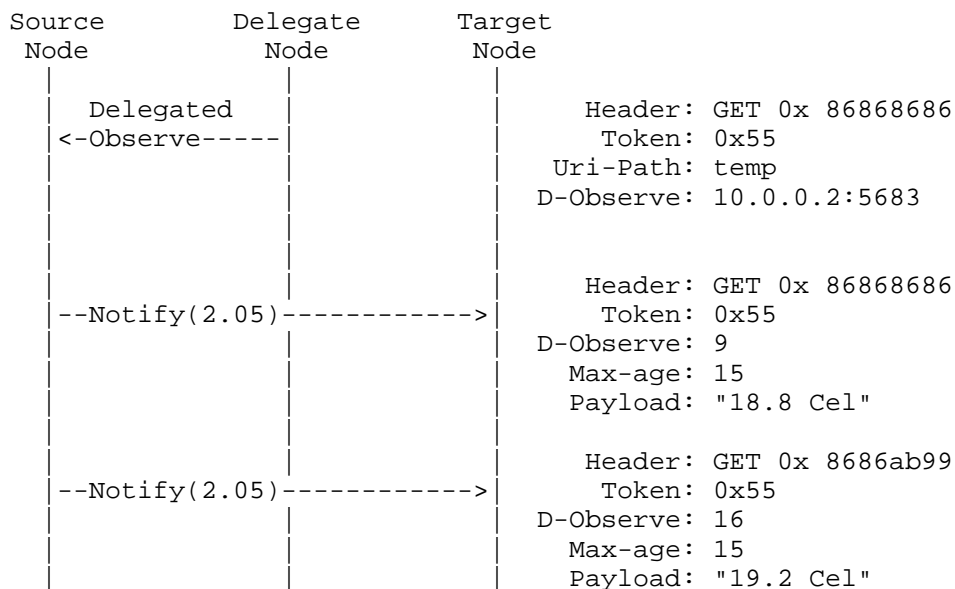 Source Delegate Target
Node Node Node
Delegated Header: GET 0x 86868686
<-Observe----- Token: 0x55
Uri-Path: temp
D-Observe: 10.0.0.2:5683
Header: GET 0x 86868686
--Notify(2.05)------------> Token: 0x55
D-Observe: 9
Max-age: 15
Payload: "18.8 Cel"
Header: GET 0x 8686ab99
--Notify(2.05)------------> Token: 0x55
D-Observe: 16
Max-age: 15
Payload: "19.2 Cel"